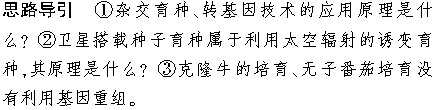 思路导引　①杂交育种、转基因技术的应用原理是什
么？②卫星搭载种子育种属于利用太空辐射的诱变育
种,其原理是什么？③克隆牛的培育、无子番茄培育没
有利用基因重组。